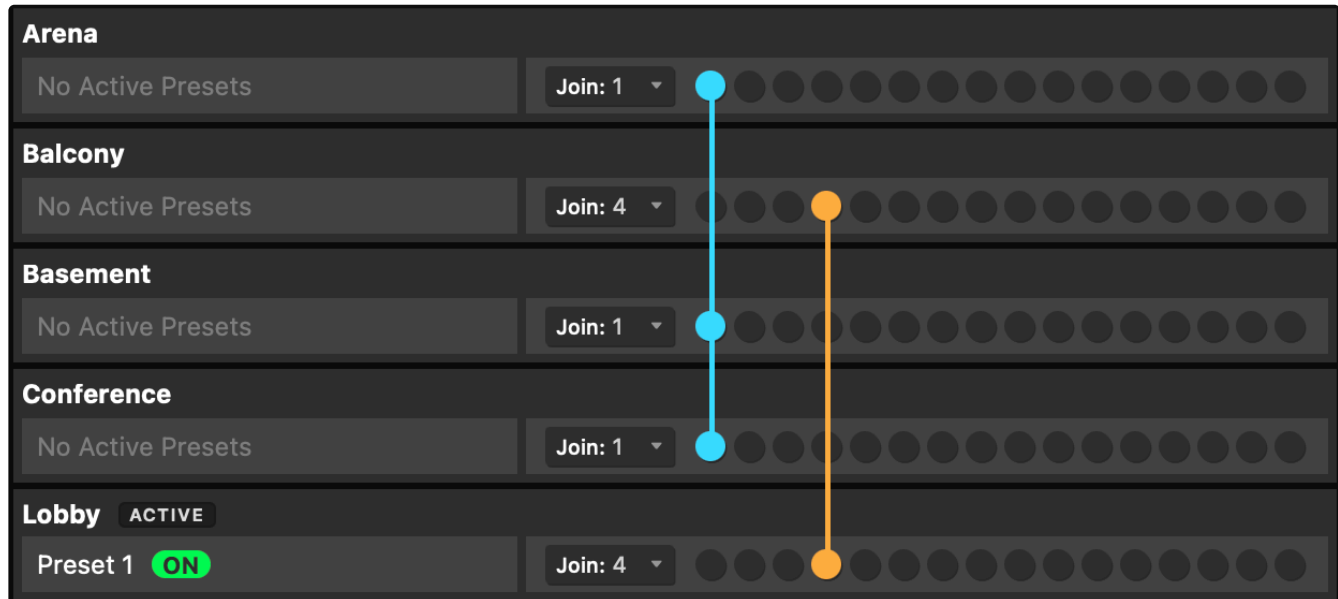 Arena
No Active Presets Join: 1
Balcony
No Active Presets Join: 4
Basement
No Active Presets Join: 1
Conference
No Active Presets Join: 1
Lobby ACTIVE
Preset 1 ON Join: 4